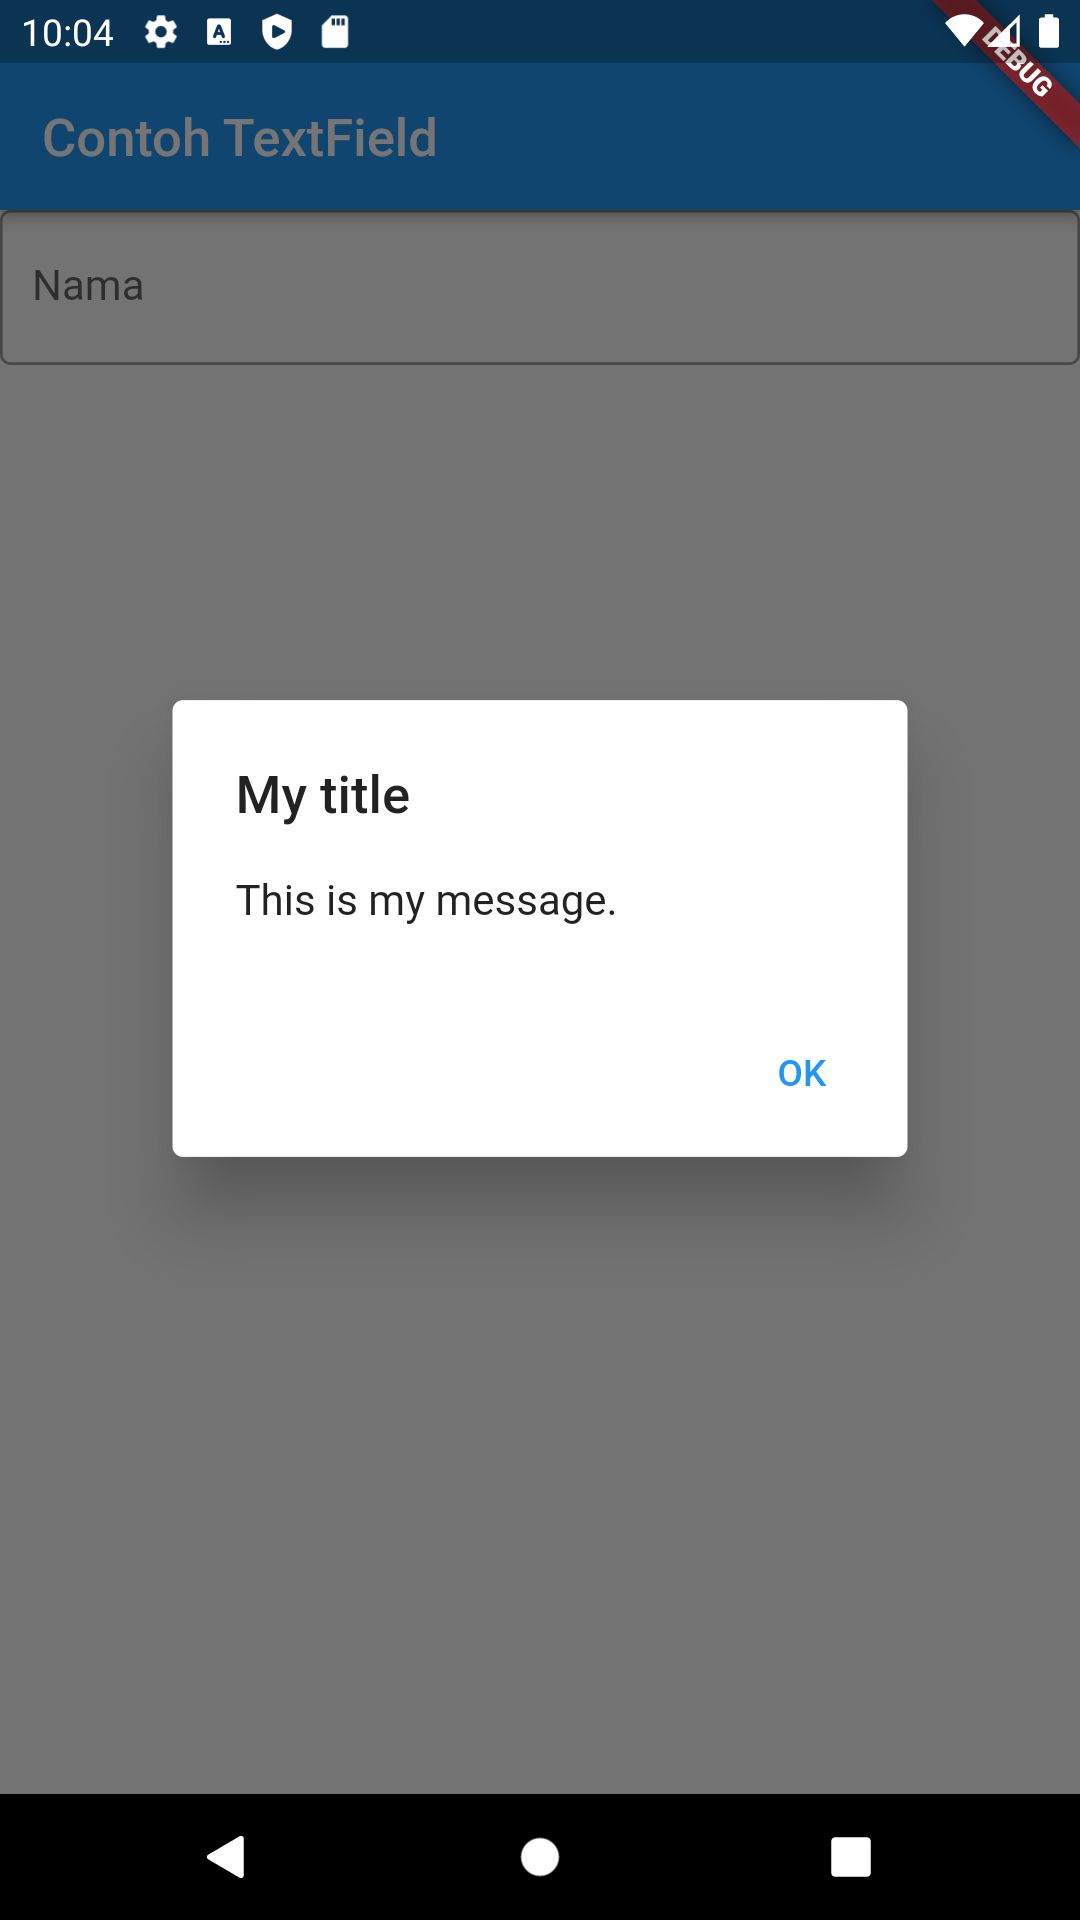 10:04
DEBUG
Contoh TextField
Nama
My title
This is my message.
OK